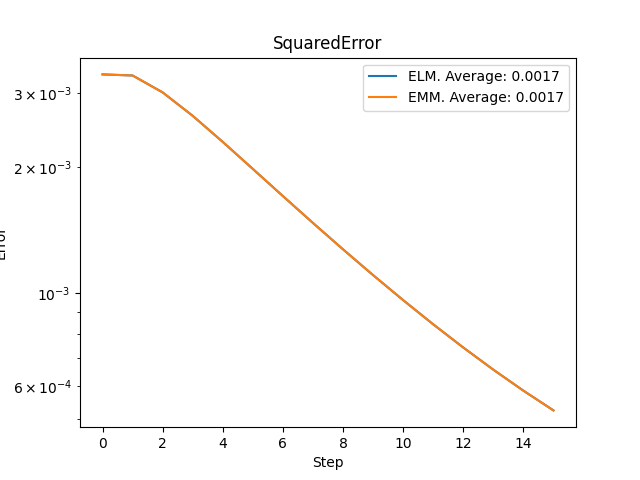 SquaredError
ELM. Average: 0.0017
EMM. Average: 0.0017
3 × 10⁻³
2 × 10⁻³
10⁻³
6 × 10⁻⁴
Error
0 2 4 6 8 10 12 14
Step